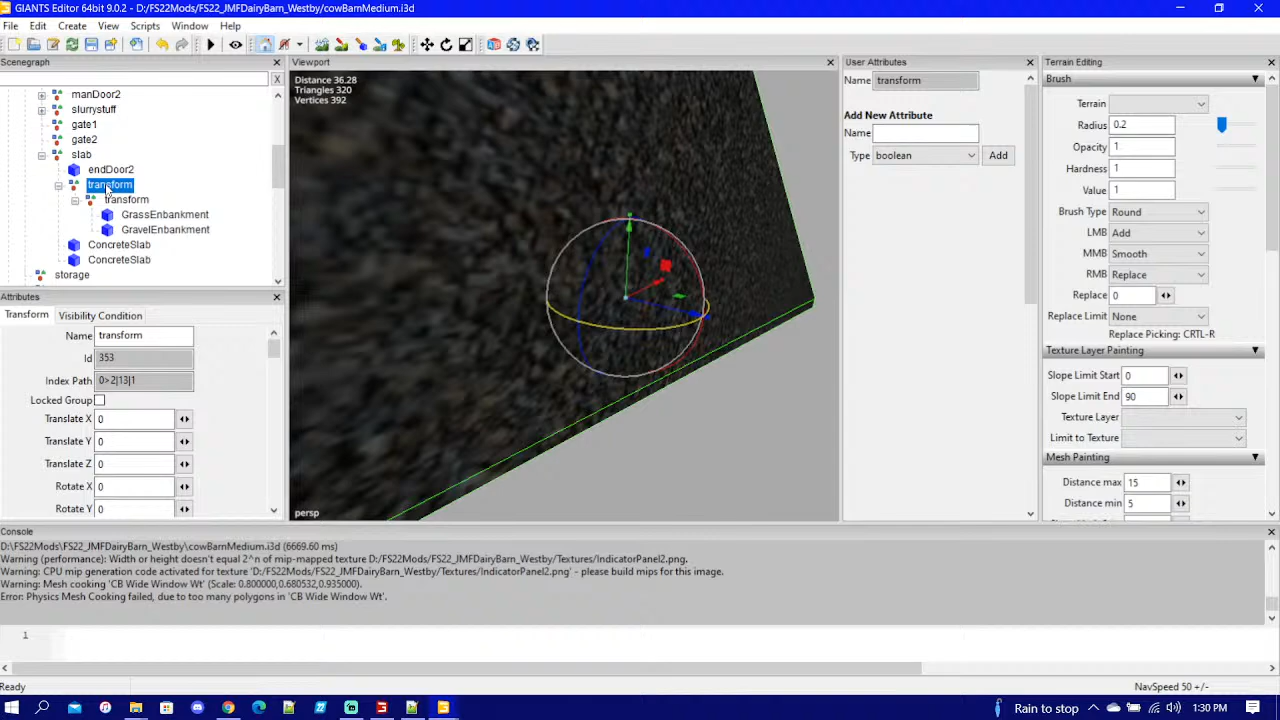 GIANTS Editor 64bit 9.0.2 - D:/FS22Mods/FS22_JMFDairyBarn_Westby/cowBarnMedium.i3d
File Edit Create View Scripts Window Help
Scenegraph
X
manDoor2
slurrystuff
gate1
gate2
slab
endDoor2
transform
transform
GrassEnbankment
GravelEnbankment
ConcreteSlab
ConcreteSlab
storage
Attributes
Transform Visibility Condition
Name transform
Id 353
Index Path 0>2|13|1
Locked Group
Translate X 0
Translate Y 0
Translate Z 0
Rotate X 0
Rotate Y 0
Viewport
Distance 36.28
Triangles 320
Vertices 392
persp
User Attributes
Name transform
Add New Attribute
Name
Type boolean Add
Terrain Editing
Brush
Terrain
Radius 0.2
Opacity 1
Hardness 1
Value 1
Brush Type Round
LMB Add
MMB Smooth
RMB Replace
Replace 0
Replace Limit None
Replace Picking: CRTL-R
Texture Layer Painting
Slope Limit Start 0
Slope Limit End 90
Texture Layer
Limit to Texture
Mesh Painting
Distance max 15
Distance min 5
Console
D:\FS22Mods\FS22_JMFDairyBarn_Westby\cowBarnMedium.i3d (6669.60 ms)
Warning (performance): Width or height doesn't equal 2^n of mip-mapped texture D:/FS22Mods/FS22_JMFDairyBarn_Westby/Textures/IndicatorPanel2.png.
Warning: CPU mip generation code activated for texture 'D:/FS22Mods/FS22_JMFDairyBarn_Westby/Textures/IndicatorPanel2.png' - please build mips for this image.
Warning: Mesh cooking 'CB Wide Window Wt' (Scale: 0.800000,0.680532,0.935000).
Error: Physics Mesh Cooking failed, due to too many polygons in 'CB Wide Window Wt'.
1
Ready
NavSpeed 50 +/-
Rain to stop
1:30 PM